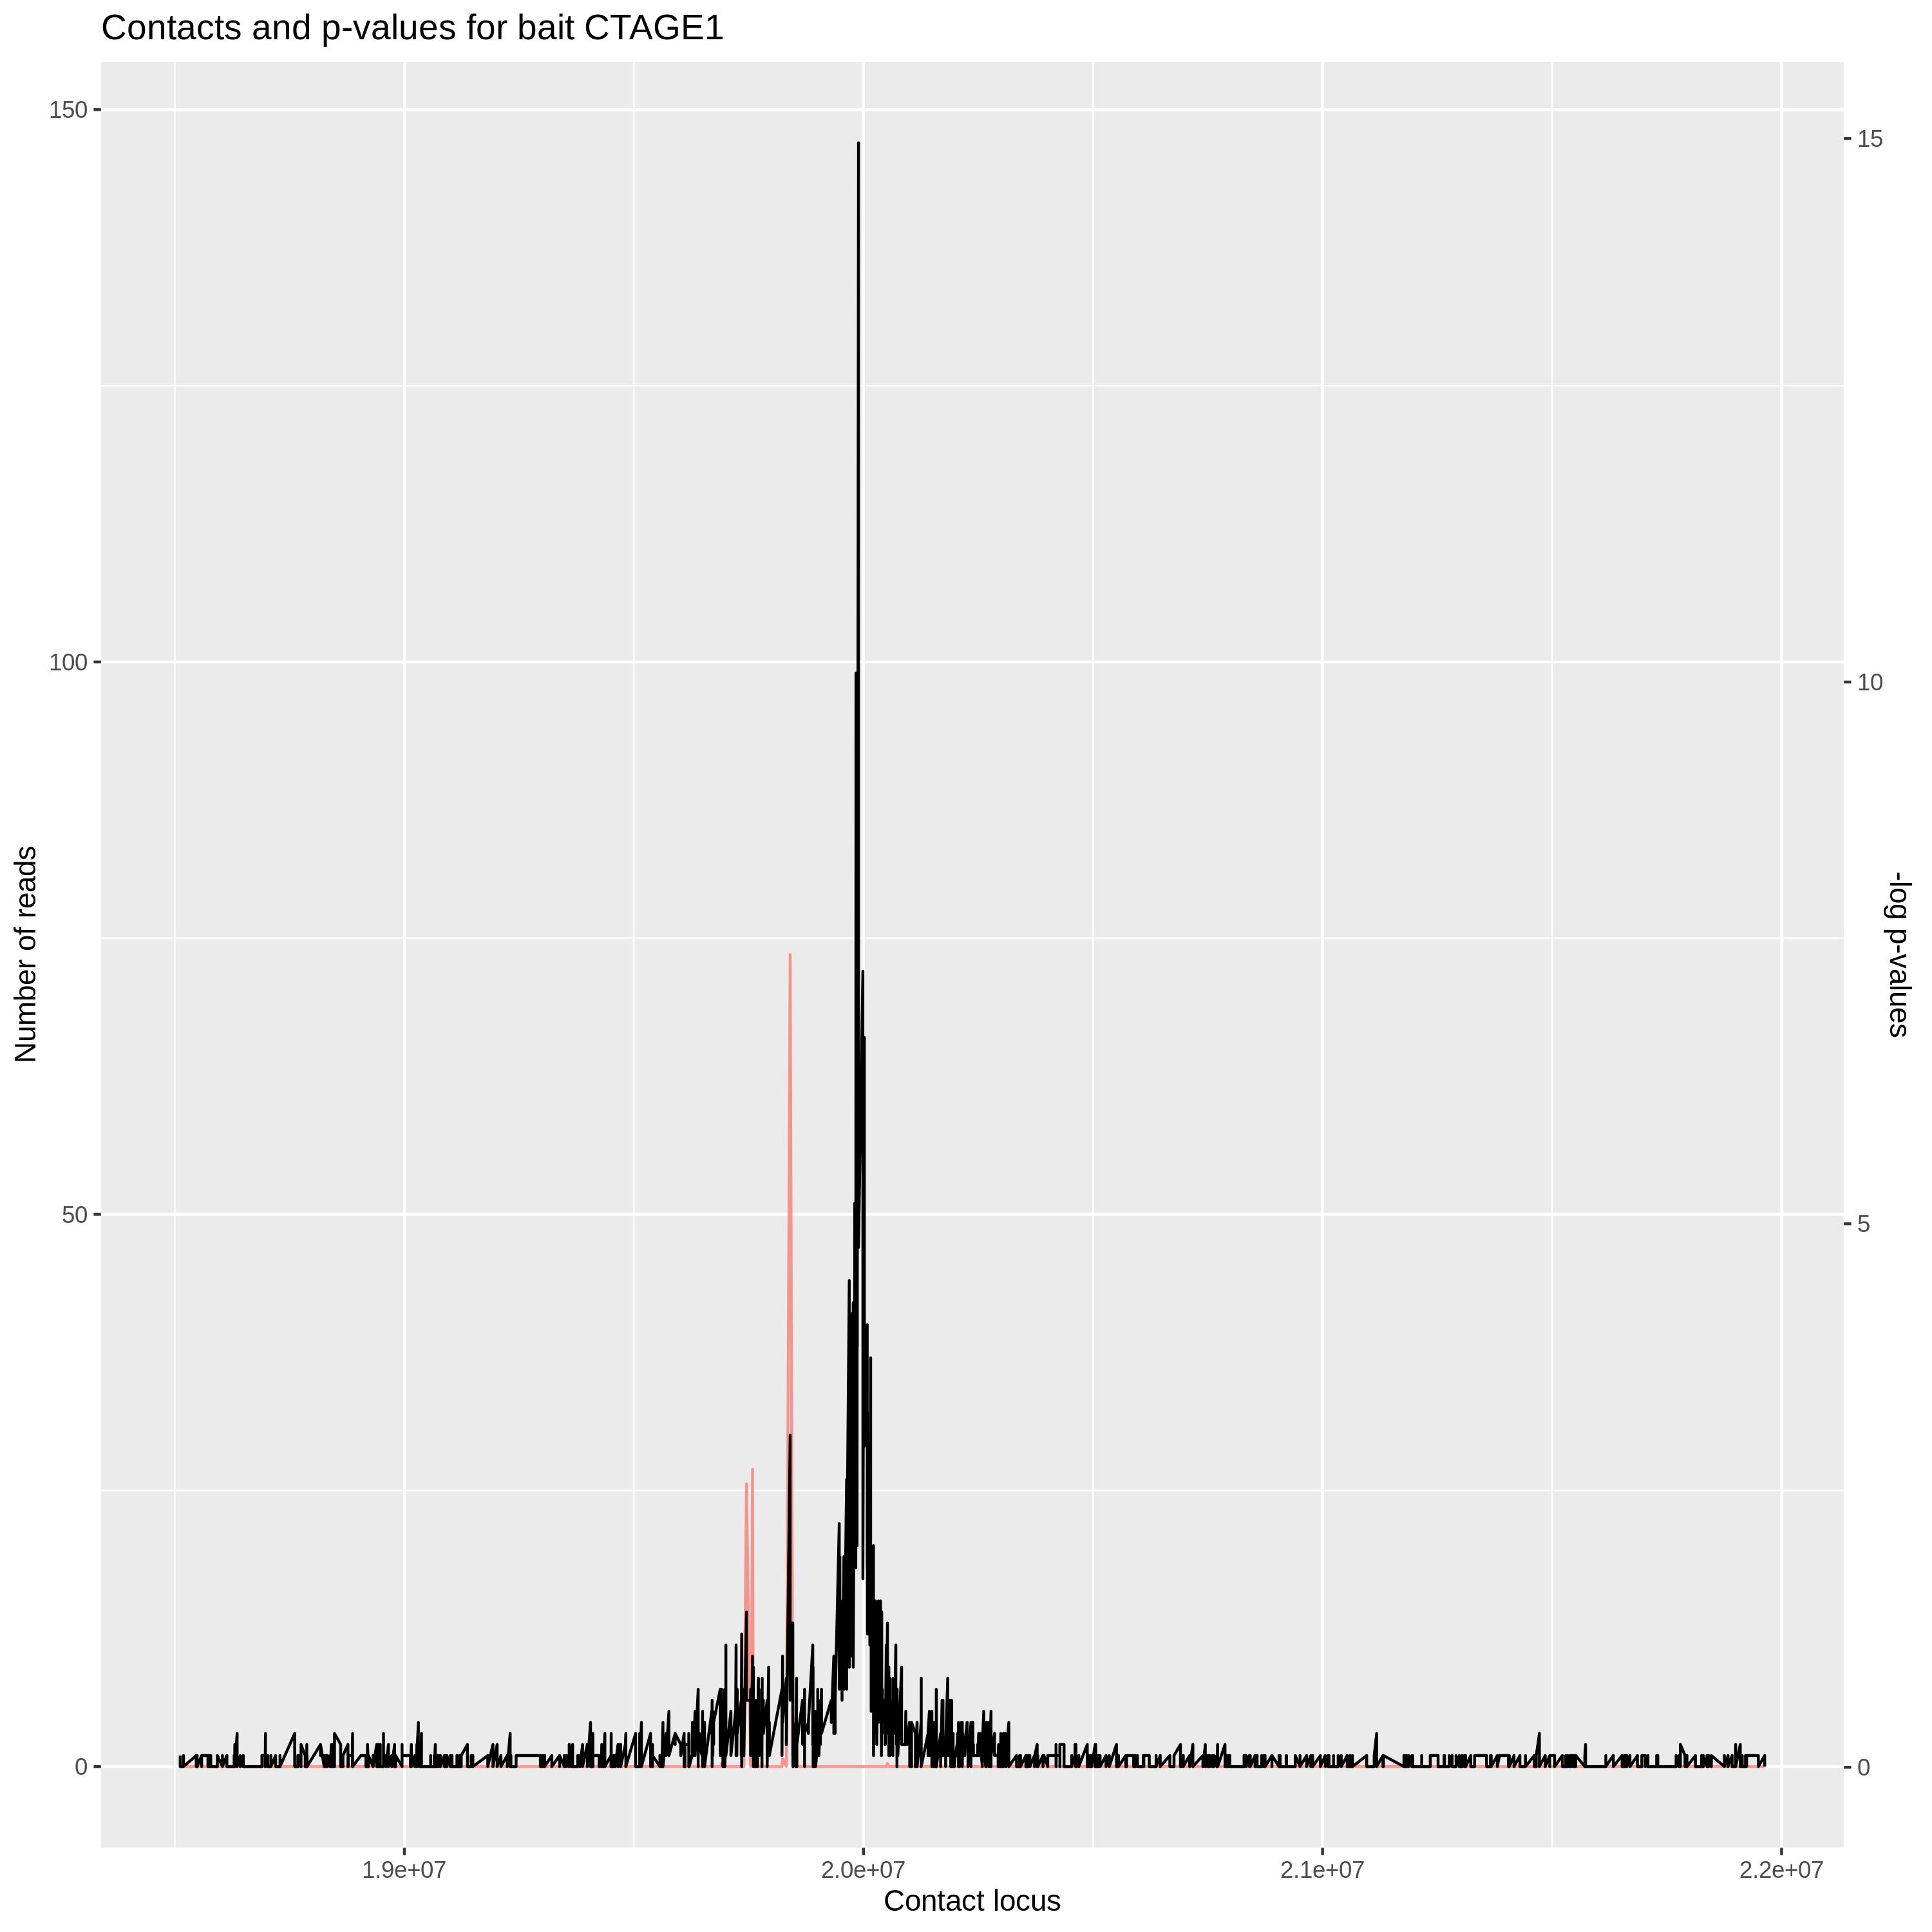 Contacts and p-values for bait CTAGE1
150
100
50
0
Number of reads
15
10
5
0
-log p-values
1.9e+07
2.0e+07
2.1e+07
2.2e+07
Contact locus